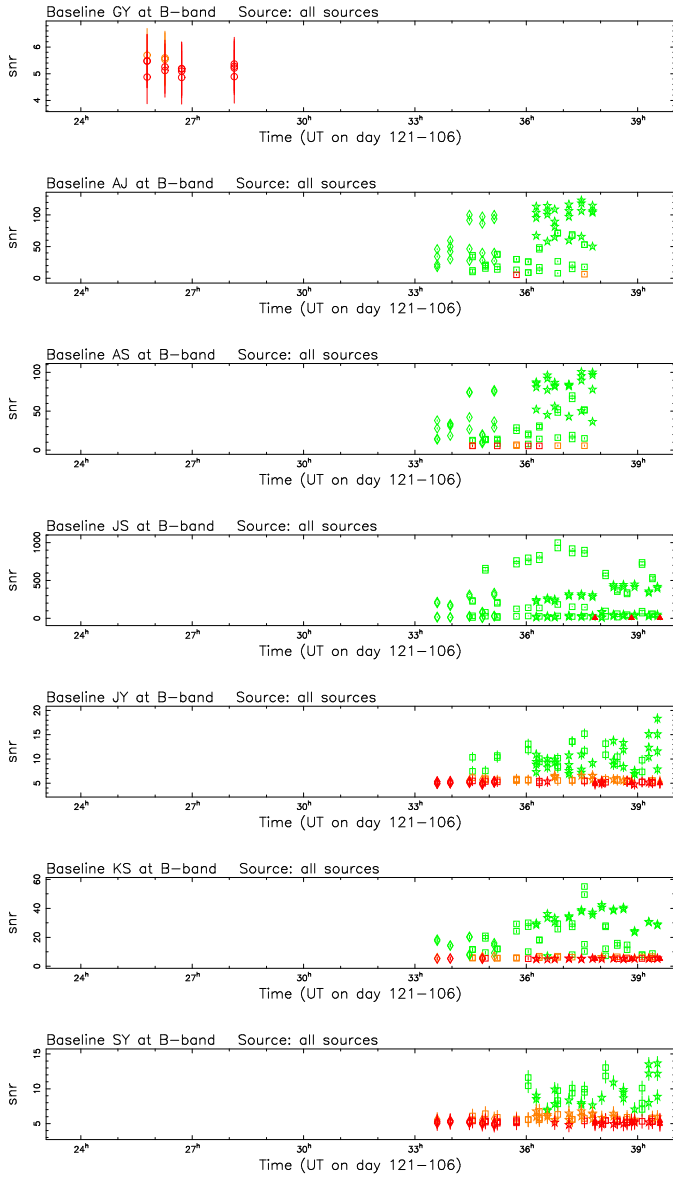 Baseline GY at B-band Source: all sources
snr
6
5
4
24h 27h 30h 33h 36h 39h
Time (UT on day 121-106)
Baseline AJ at B-band Source: all sources
snr
100
50
0
24h 27h 30h 33h 36h 39h
Time (UT on day 121-106)
Baseline AS at B-band Source: all sources
snr
100
50
0
24h 27h 30h 33h 36h 39h
Time (UT on day 121-106)
Baseline JS at B-band Source: all sources
snr
1000
500
0
24h 27h 30h 33h 36h 39h
Time (UT on day 121-106)
Baseline JY at B-band Source: all sources
snr
20
15
10
5
24h 27h 30h 33h 36h 39h
Time (UT on day 121-106)
Baseline KS at B-band Source: all sources
snr
60
40
20
0
24h 27h 30h 33h 36h 39h
Time (UT on day 121-106)
Baseline SY at B-band Source: all sources
snr
15
10
5
24h 27h 30h 33h 36h 39h
Time (UT on day 121-106)